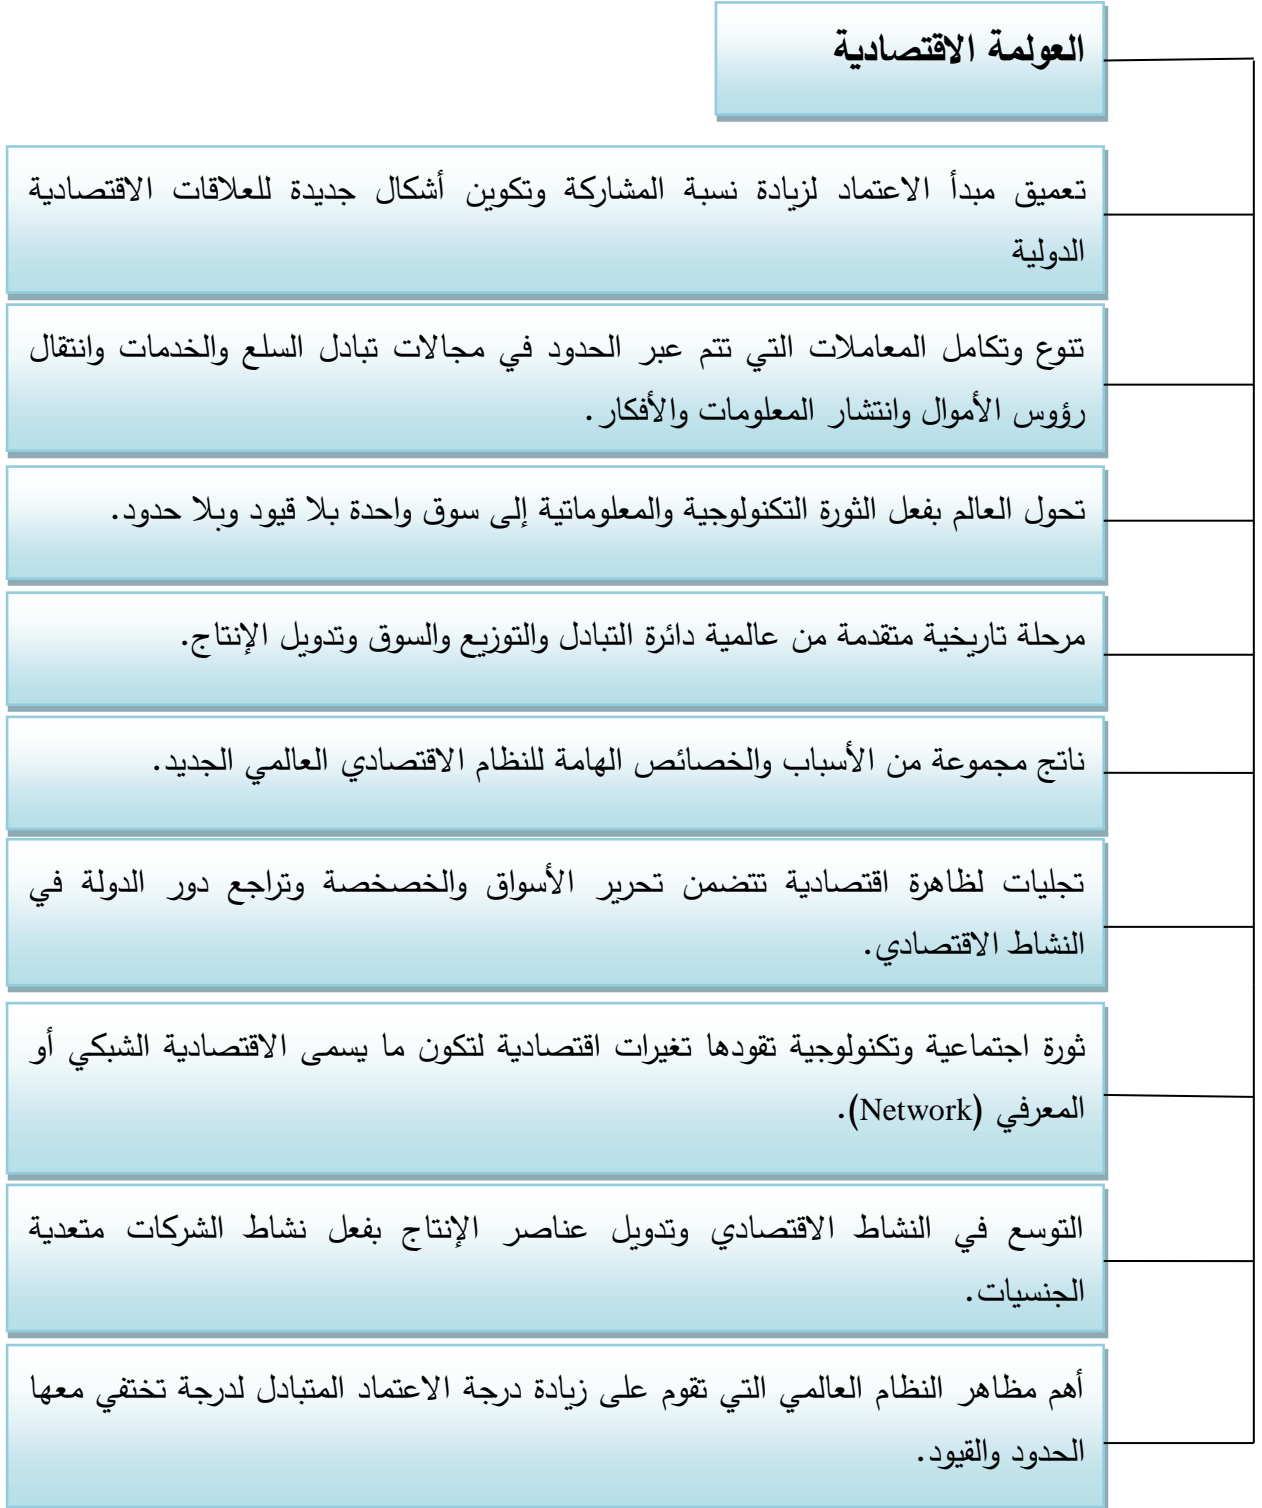 العولمة الاقتصادية
تعميق مبدأ الاعتماد لزيادة نسبة المشاركة وتكوين أشكال جديدة للعلاقات الاقتصادية
الدولية
تنوع وتكامل المعاملات التي تتم عبر الحدود في مجالات تبادل السلع والخدمات وانتقال
رؤوس الأموال وانتشار المعلومات والأفكار.
تحول العالم بفعل الثورة التكنولوجية والمعلوماتية إلى سوق واحدة بلا قيود وبلا حدود.
مرحلة تاريخية متقدمة من عالمية دائرة التبادل والتوزيع والسوق وتدويل الإنتاج.
ناتج مجموعة من الأسباب والخصائص الهامة للنظام الاقتصادي العالمي الجديد.
تجليات لظاهرة اقتصادية تتضمن تحرير الأسواق والخصخصة وتراجع دور الدولة في
النشاط الاقتصادي.
ثورة اجتماعية وتكنولوجية تقودها تغيرات اقتصادية لتكون ما يسمى الاقتصادية الشبكي أو
المعرفي (Network).
التوسع في النشاط الاقتصادي وتدويل عناصر الإنتاج بفعل نشاط الشركات متعدية
الجنسيات.
أهم مظاهر النظام العالمي التي تقوم على زيادة درجة الاعتماد المتبادل لدرجة تختفي معها
الحدود والقيود.